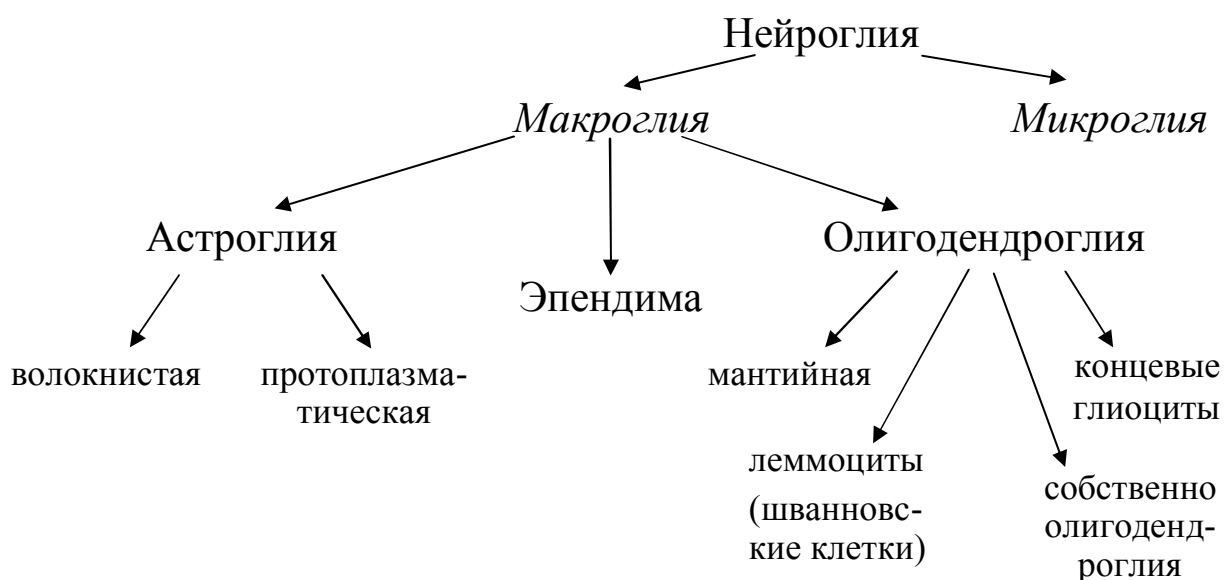 Нейроглия
Макроглия
Микроглия
Астроглия
Олигодендроглия
Эпендима
волокнистая
протоплазма-
тическая
мантийная
концевые
глиоциты
леммоциты
(шванновс-
кие клетки)
собственно
олигоденд-
роглия